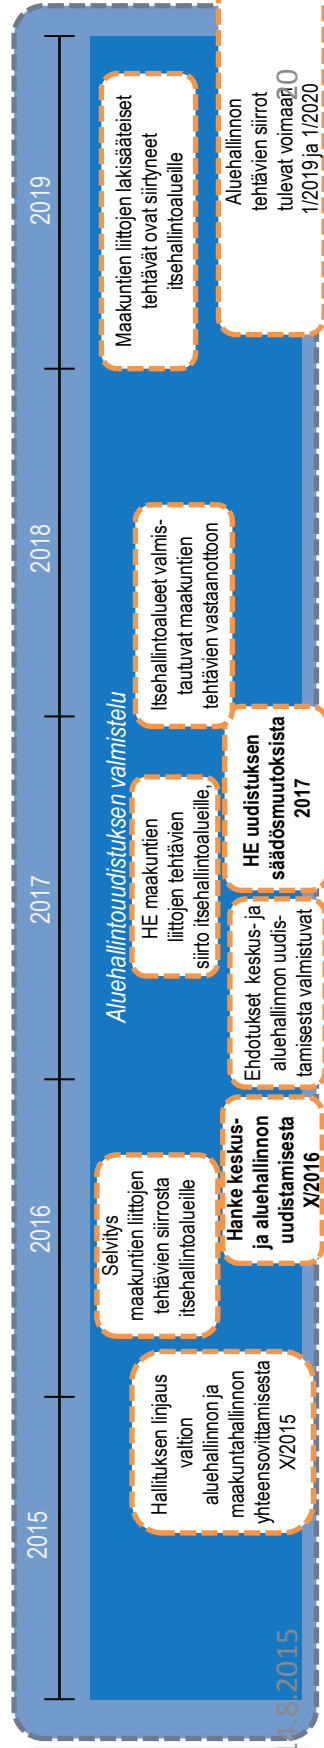 2015
2016
2017
2018
2019
Aluehallintouudistuksen valmistelu
Hallituksen linjaus
valtion
aluehallinnon ja
maakuntahallinnon
yhteensovittamisesta
X/2015
Selvitys
maakuntien liittojen
tehtävien siirrosta
itsehallintoalueille
Hanke keskus-
ja aluehallinnon
uudistamisesta
X/2016
HE maakuntien
liittojen tehtävien
siirto itsehallintoalueille,
Ehdotukset keskus- ja
aluehallinnon uudis-
tamisesta valmistuvat
HE uudistuksen
säädösmuutoksista
2017
Itsehallintoalueet valmis-
tautuvat maakuntien
tehtävien vastaanottoon
Maakuntien liittojen lakisääteiset
tehtävät ovat siirtyneet
itsehallintoalueille
Aluehallinnon
tehtävien siirrot
tulevat voimaan
1/2019 ja 1/2020
4.8.2015
20